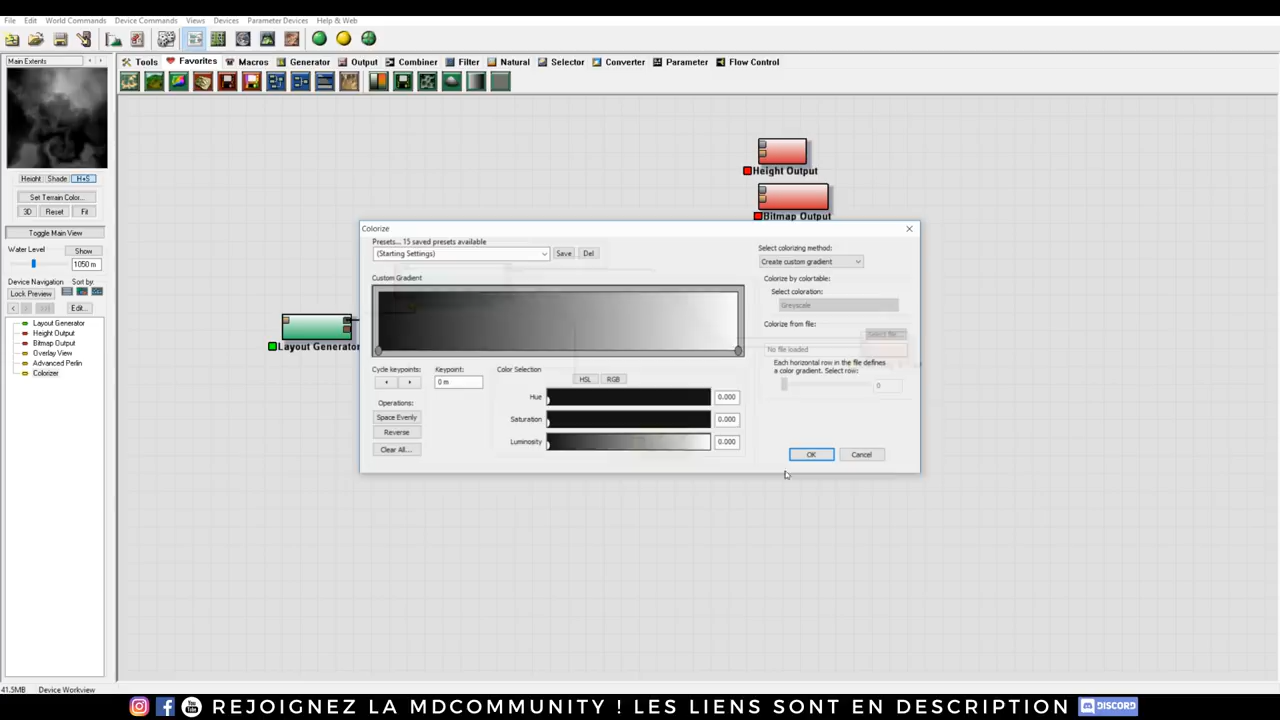 File Edit World Commands Device Commands Views Devices Parameter Devices Help & Web
Main Extents
Tools Favorites Macros Generator Output Combiner Filter Natural Selector Converter Parameter Flow Control
Height Shade H+S
Set Terrain Color...
3D Reset Fit
Toggle Main View
Water Level Show
1050 m
Device Navigation Sort by:
Lock Preview
Edit...
Layout Generator
Height Output
Bitmap Output
Overlay View
Advanced Perlin
Colorizer
Height Output
Bitmap Output
Layout Generator
Colorize
Presets... 15 saved presets available
(Starting Settings) Save Del
Custom Gradient
Cycle keypoints: Keypoint:
0 m
Operations:
Space Evenly
Reverse
Clear All...
Color Selection
HSL RGB
Hue 0.000
Saturation 0.000
Luminosity 0.000
Select colorizing method:
Create custom gradient
Colorize by colortable:
Select coloration:
Greyscale
Colorize from file:
Select file...
No file loaded
Each horizontal row in the file defines
a color gradient. Select row:
0
OK Cancel
41.5MB Device Workview
REJOIGNEZ LA MDCOMMUNITY ! LES LIENS SONT EN DESCRIPTION DISCORD